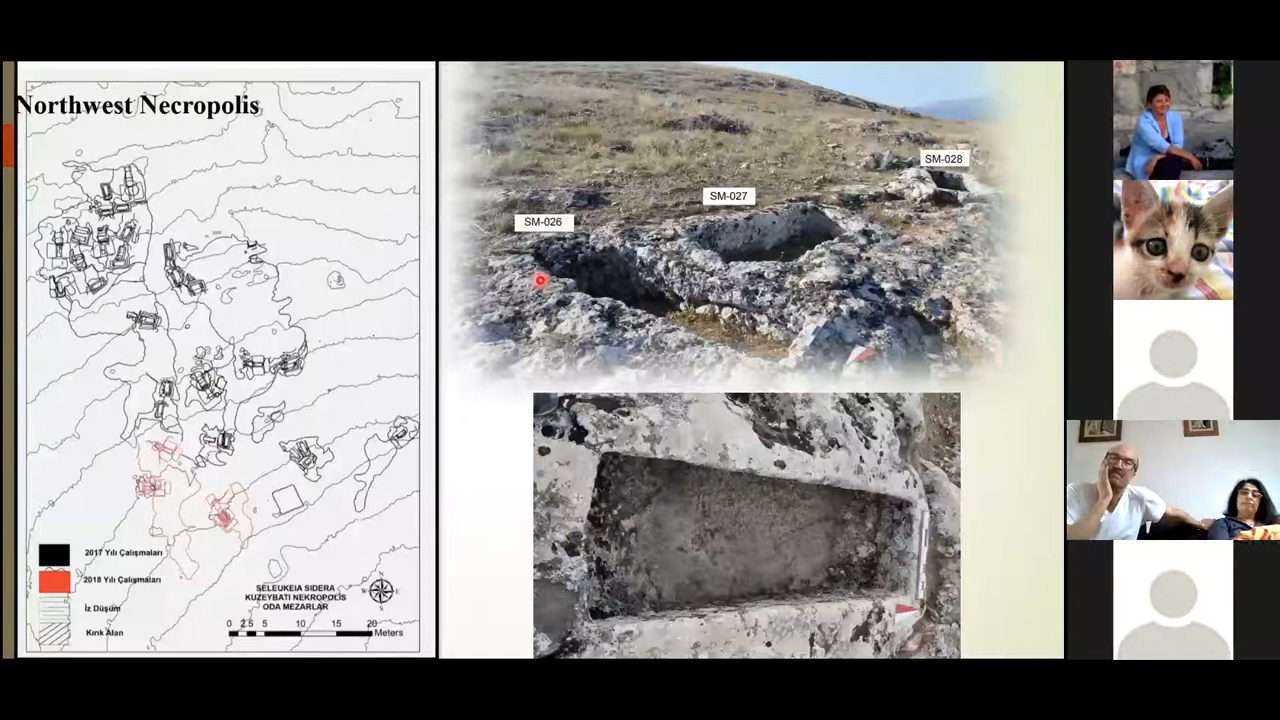 Northwest Necropolis
SM-028
SM-027
SM-026
2017 Yılı Çalışmaları
2018 Yılı Çalışmaları
İz Düşüm
Kırık Alan
SELEUKEIA SIDERA
KUZEYBATI NEKROPOLİS
ODA MEZARLAR
N
W
E
S
0 2.5 5 10 15 20
Meters